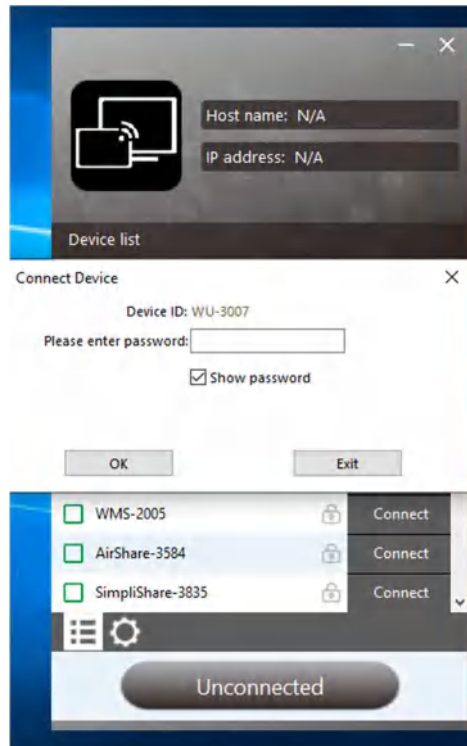 Host name: N/A
IP address: N/A
Device list
Connect Device
Device ID: WU-3007
Please enter password:
Show password
OK Exit
WMS-2005 Connect
AirShare-3584 Connect
SimpliShare-3835 Connect
Unconnected